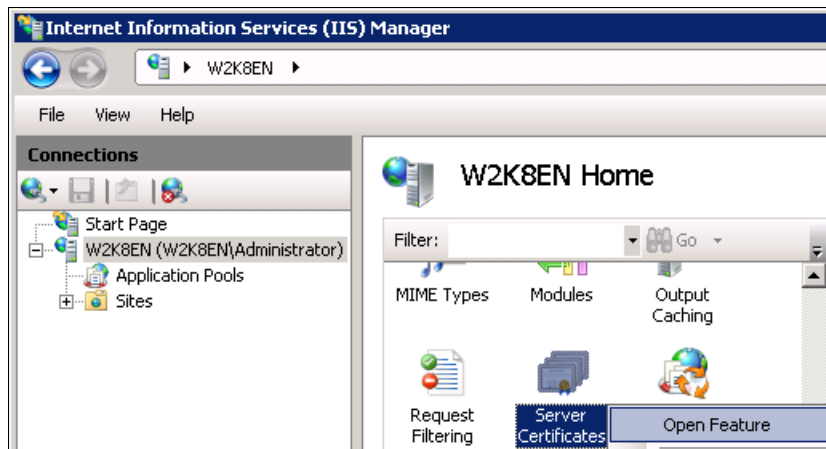 Internet Information Services (IIS) Manager
W2K8EN
File View Help
Connections
Start Page
W2K8EN (W2K8EN\Administrator)
Application Pools
Sites
W2K8EN Home
Filter: Go
MIME Types Modules Output Caching
Request Filtering Server Certificates Open Feature